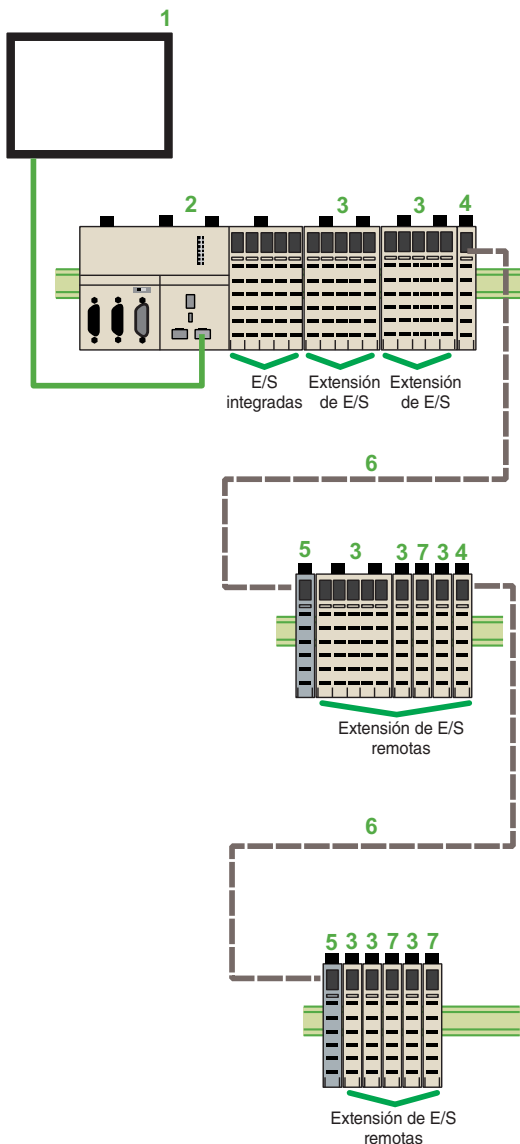 1
2 3 3 4
E/S
integradas
Extensión
de E/S
Extensión
de E/S
6
5 3 3 7 3 4
Extensión de E/S
remotas
6
5 3 3 7 3 7
Extensión de E/S
remotas